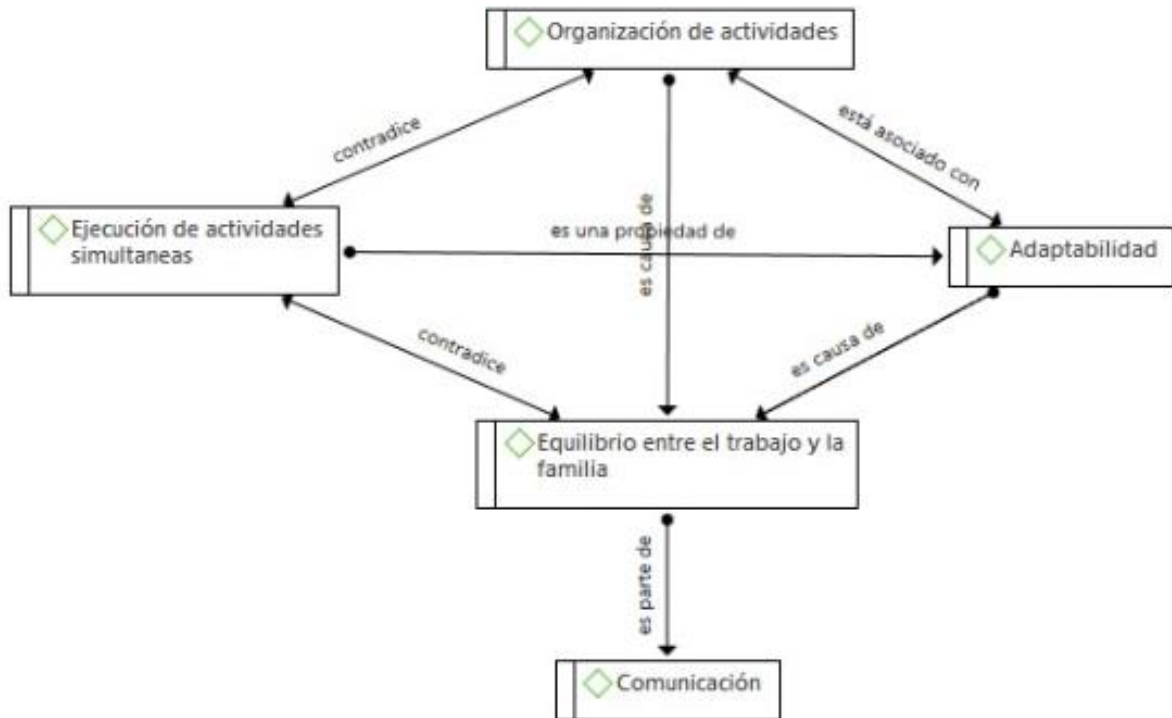 Organización de actividades
contradice
está asociado con
Ejecución de actividades
simultaneas
es una propiedad de
es causa de
Adaptabilidad
contradice
es causa de
Equilibrio entre el trabajo y la
familia
es parte de
Comunicación